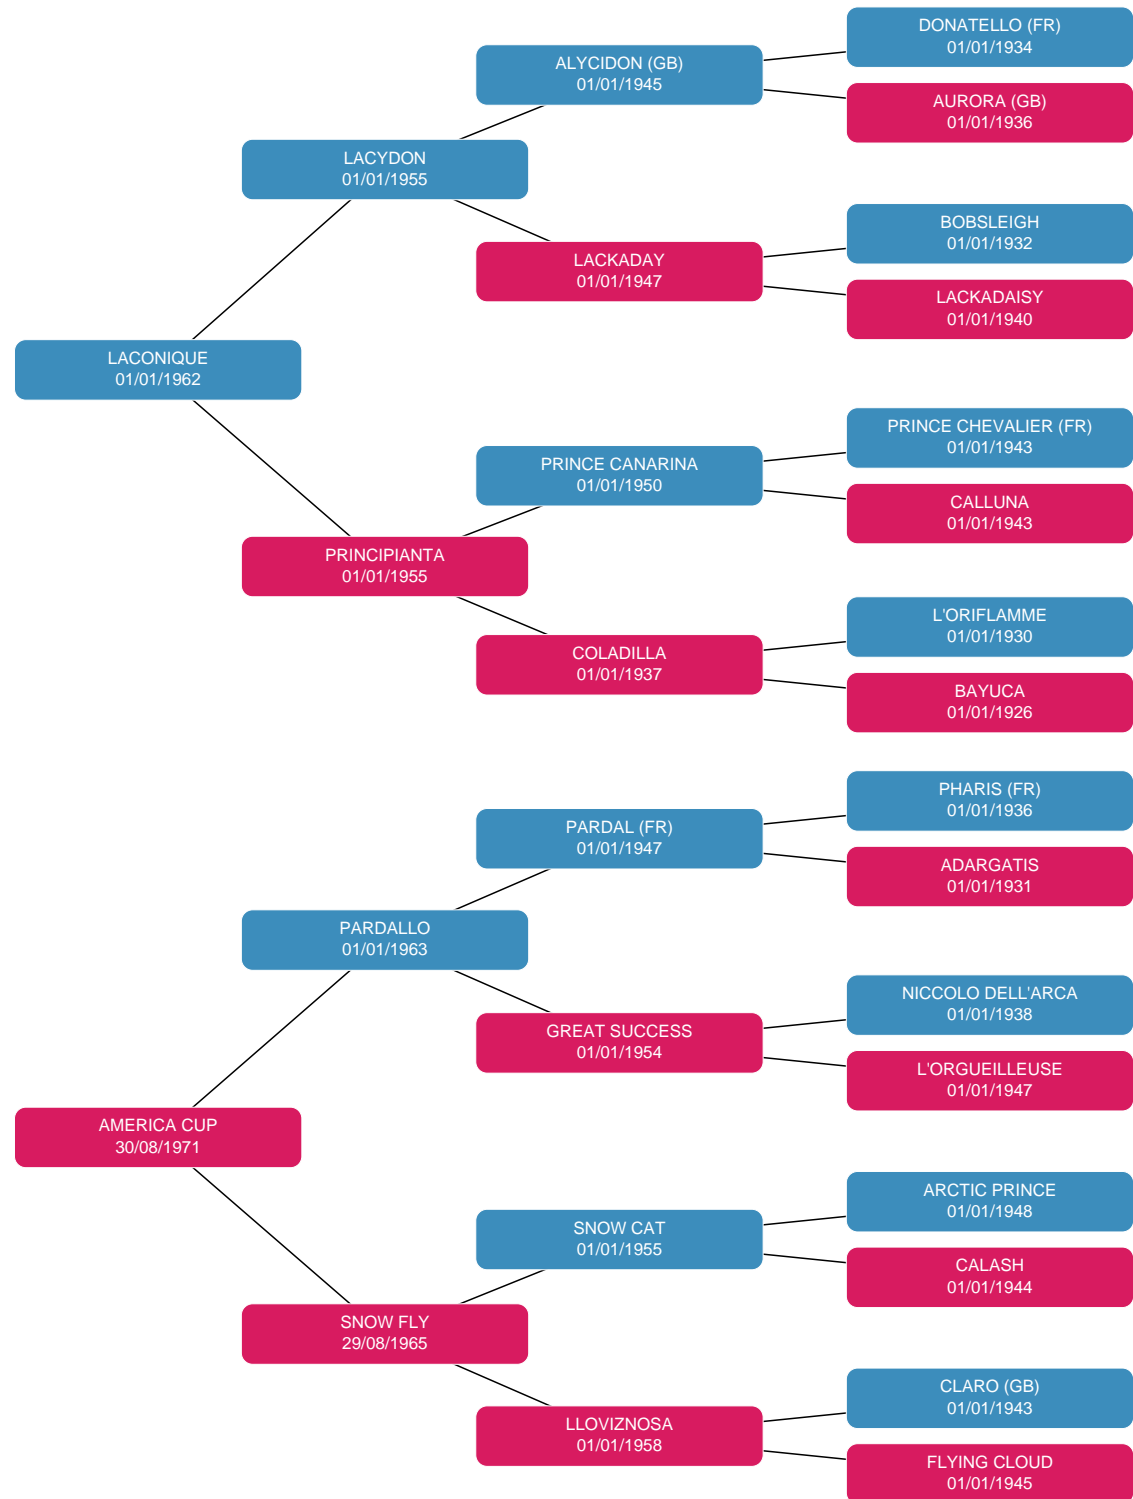 DONATELLO (FR)
01/01/1934
ALYCIDON (GB)
01/01/1945
AURORA (GB)
01/01/1936
LACYDON
01/01/1955
BOBSLEIGH
01/01/1932
LACKADAY
01/01/1947
LACKADAISY
01/01/1940
LACONIQUE
01/01/1962
PRINCE CHEVALIER (FR)
01/01/1943
PRINCE CANARINA
01/01/1950
CALLUNA
01/01/1943
PRINCIPIANTA
01/01/1955
L'ORIFLAMME
01/01/1930
COLADILLA
01/01/1937
BAYUCA
01/01/1926
PHARIS (FR)
01/01/1936
PARDAL (FR)
01/01/1947
ADARGATIS
01/01/1931
PARDALLO
01/01/1963
NICCOLO DELL'ARCA
01/01/1938
GREAT SUCCESS
01/01/1954
L'ORGUEILLEUSE
01/01/1947
AMERICA CUP
30/08/1971
ARCTIC PRINCE
01/01/1948
SNOW CAT
01/01/1955
CALASH
01/01/1944
SNOW FLY
29/08/1965
CLARO (GB)
01/01/1943
LLOVIZNOSA
01/01/1958
FLYING CLOUD
01/01/1945